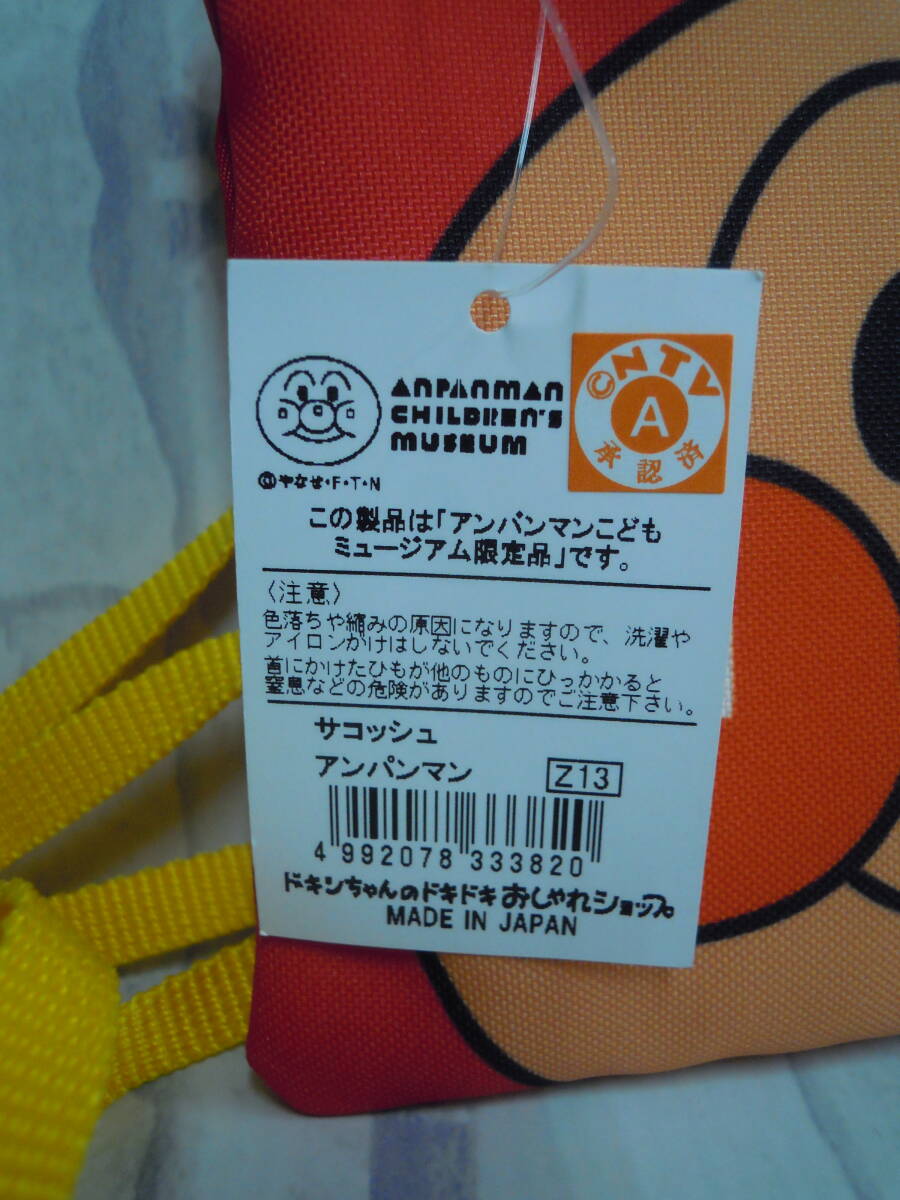 ANPANMAN
CHILDREN'S
MUSEUM
©NTV
A
承認済
©やなせ・F・T・N
この製品は「アンパンマンこども
ミュージアム限定品」です。
〈注意〉
色落ちや縮みの原因になりますので、洗濯や
アイロンがけはしないでください。
首にかけたひもが他のものにひっかかると
窒息などの危険がありますのでご注意下さい。
サコッシュ
アンパンマン Z13
4 992078 333820
ドキンちゃんのドキドキおしゃれショップ
MADE IN JAPAN